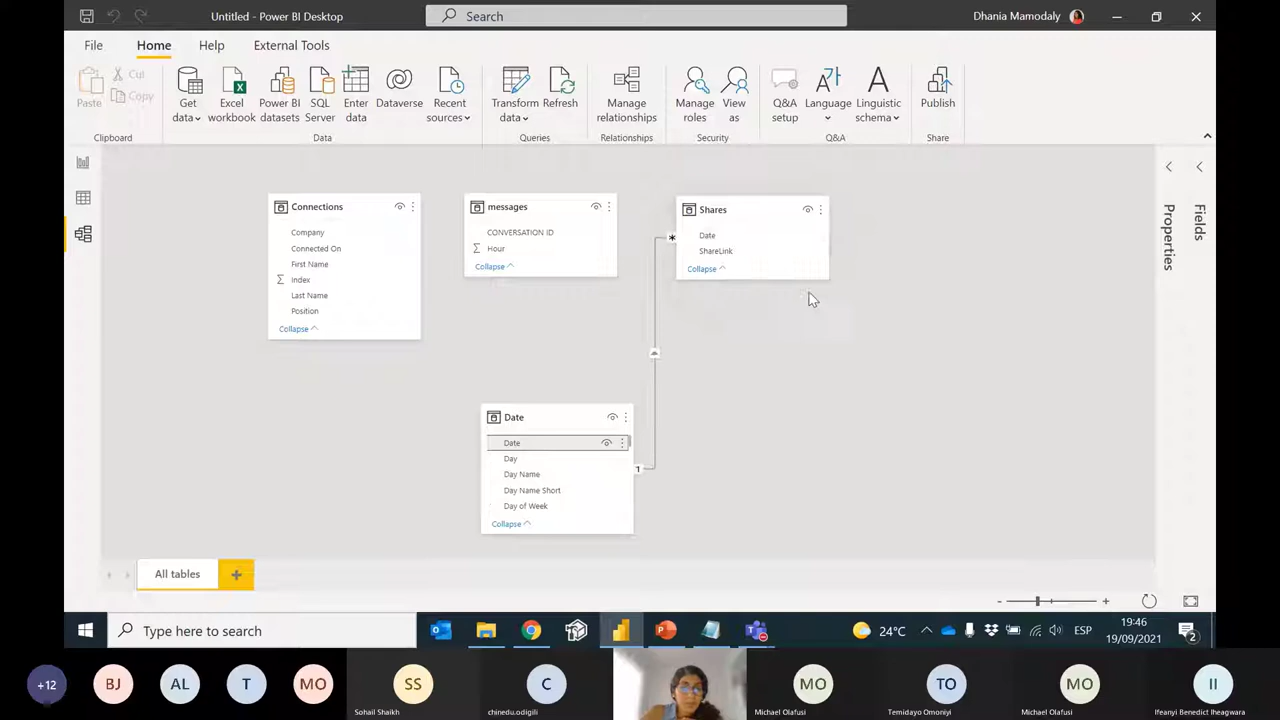 Untitled - Power BI Desktop
Search
Dhania Mamodaly
File
Home
Help
External Tools
Paste
Cut
Copy
Get data
Excel workbook
Power BI datasets
SQL Server
Enter data
Dataverse
Recent sources
Transform data
Refresh
Manage relationships
Manage roles
View as
Q&A setup
Language
Linguistic schema
Publish
Clipboard
Data
Queries
Relationships
Security
Q&A
Share
Connections
Company
Connected On
First Name
Σ Index
Last Name
Position
Collapse
messages
CONVERSATION ID
Σ Hour
Collapse
Shares
Date
ShareLink
Collapse
*
1
Date
Date
Day
Day Name
Day Name Short
Day of Week
Collapse
Properties
Fields
All tables
+
- +
Type here to search
24°C
ESP
19:46
19/09/2021
2
+12
BJ
AL
T
MO
SS
Sohail Shaikh
C
chinedu.odigili
MO
Michael Olafusi
TO
Temidayo Omoniyi
MO
Michael Olafusi
II
Ifeanyi Benedict Iheagwara